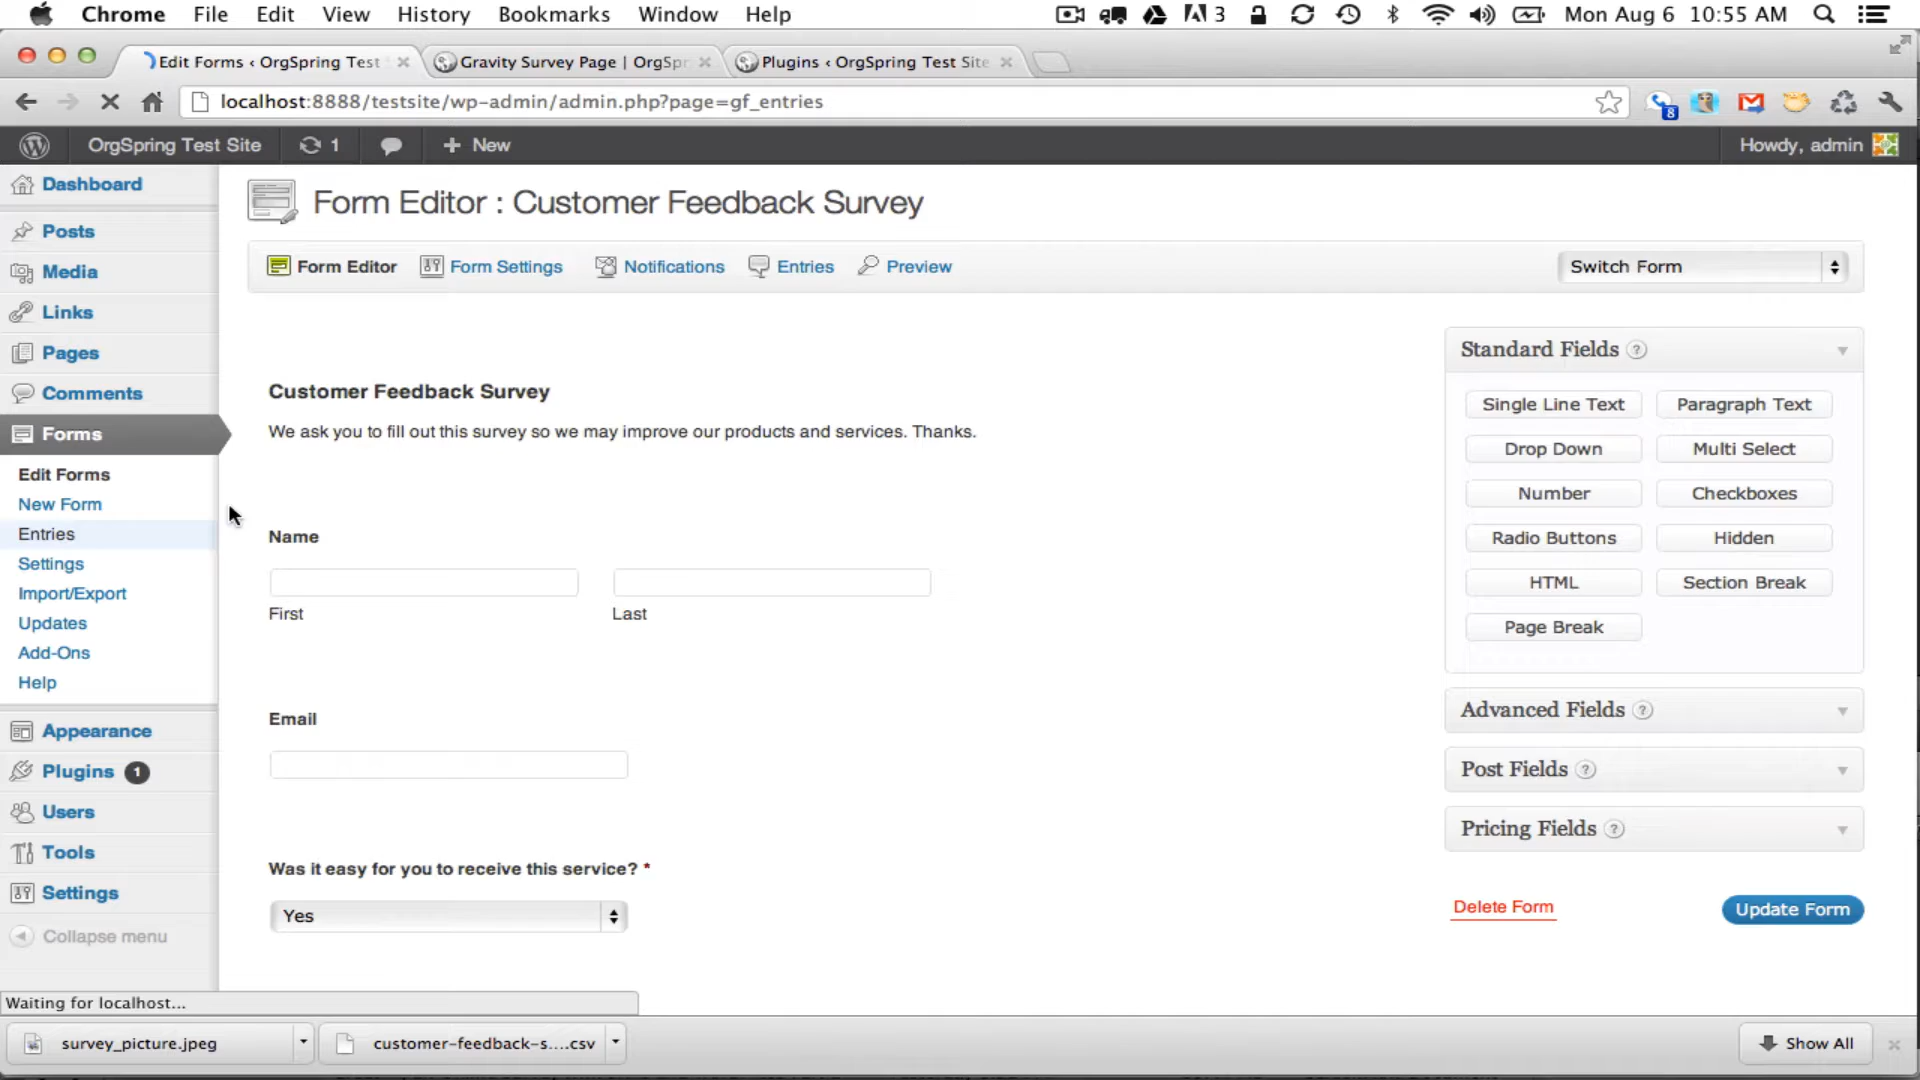 Chrome File Edit View History Bookmarks Window Help 3 Mon Aug 6 10:55 AM
Edit Forms ‹ OrgSpring Test Gravity Survey Page | OrgSpr Plugins ‹ OrgSpring Test Site
localhost:8888/testsite/wp-admin/admin.php?page=gf_entries 8
OrgSpring Test Site 1 + New Howdy, admin
Dashboard
Posts
Media
Links
Pages
Comments
Forms
Edit Forms
New Form
Entries
Settings
Import/Export
Updates
Add-Ons
Help
Appearance
Plugins 1
Users
Tools
Settings
Collapse menu
Form Editor : Customer Feedback Survey
Form Editor Form Settings Notifications Entries Preview Switch Form
Customer Feedback Survey
We ask you to fill out this survey so we may improve our products and services. Thanks.
Name
First Last
Email
Was it easy for you to receive this service? *
Yes
Standard Fields ?
Single Line Text Paragraph Text
Drop Down Multi Select
Number Checkboxes
Radio Buttons Hidden
HTML Section Break
Page Break
Advanced Fields ?
Post Fields ?
Pricing Fields ?
Delete Form Update Form
Waiting for localhost...
survey_picture.jpeg customer-feedback-s....csv Show All